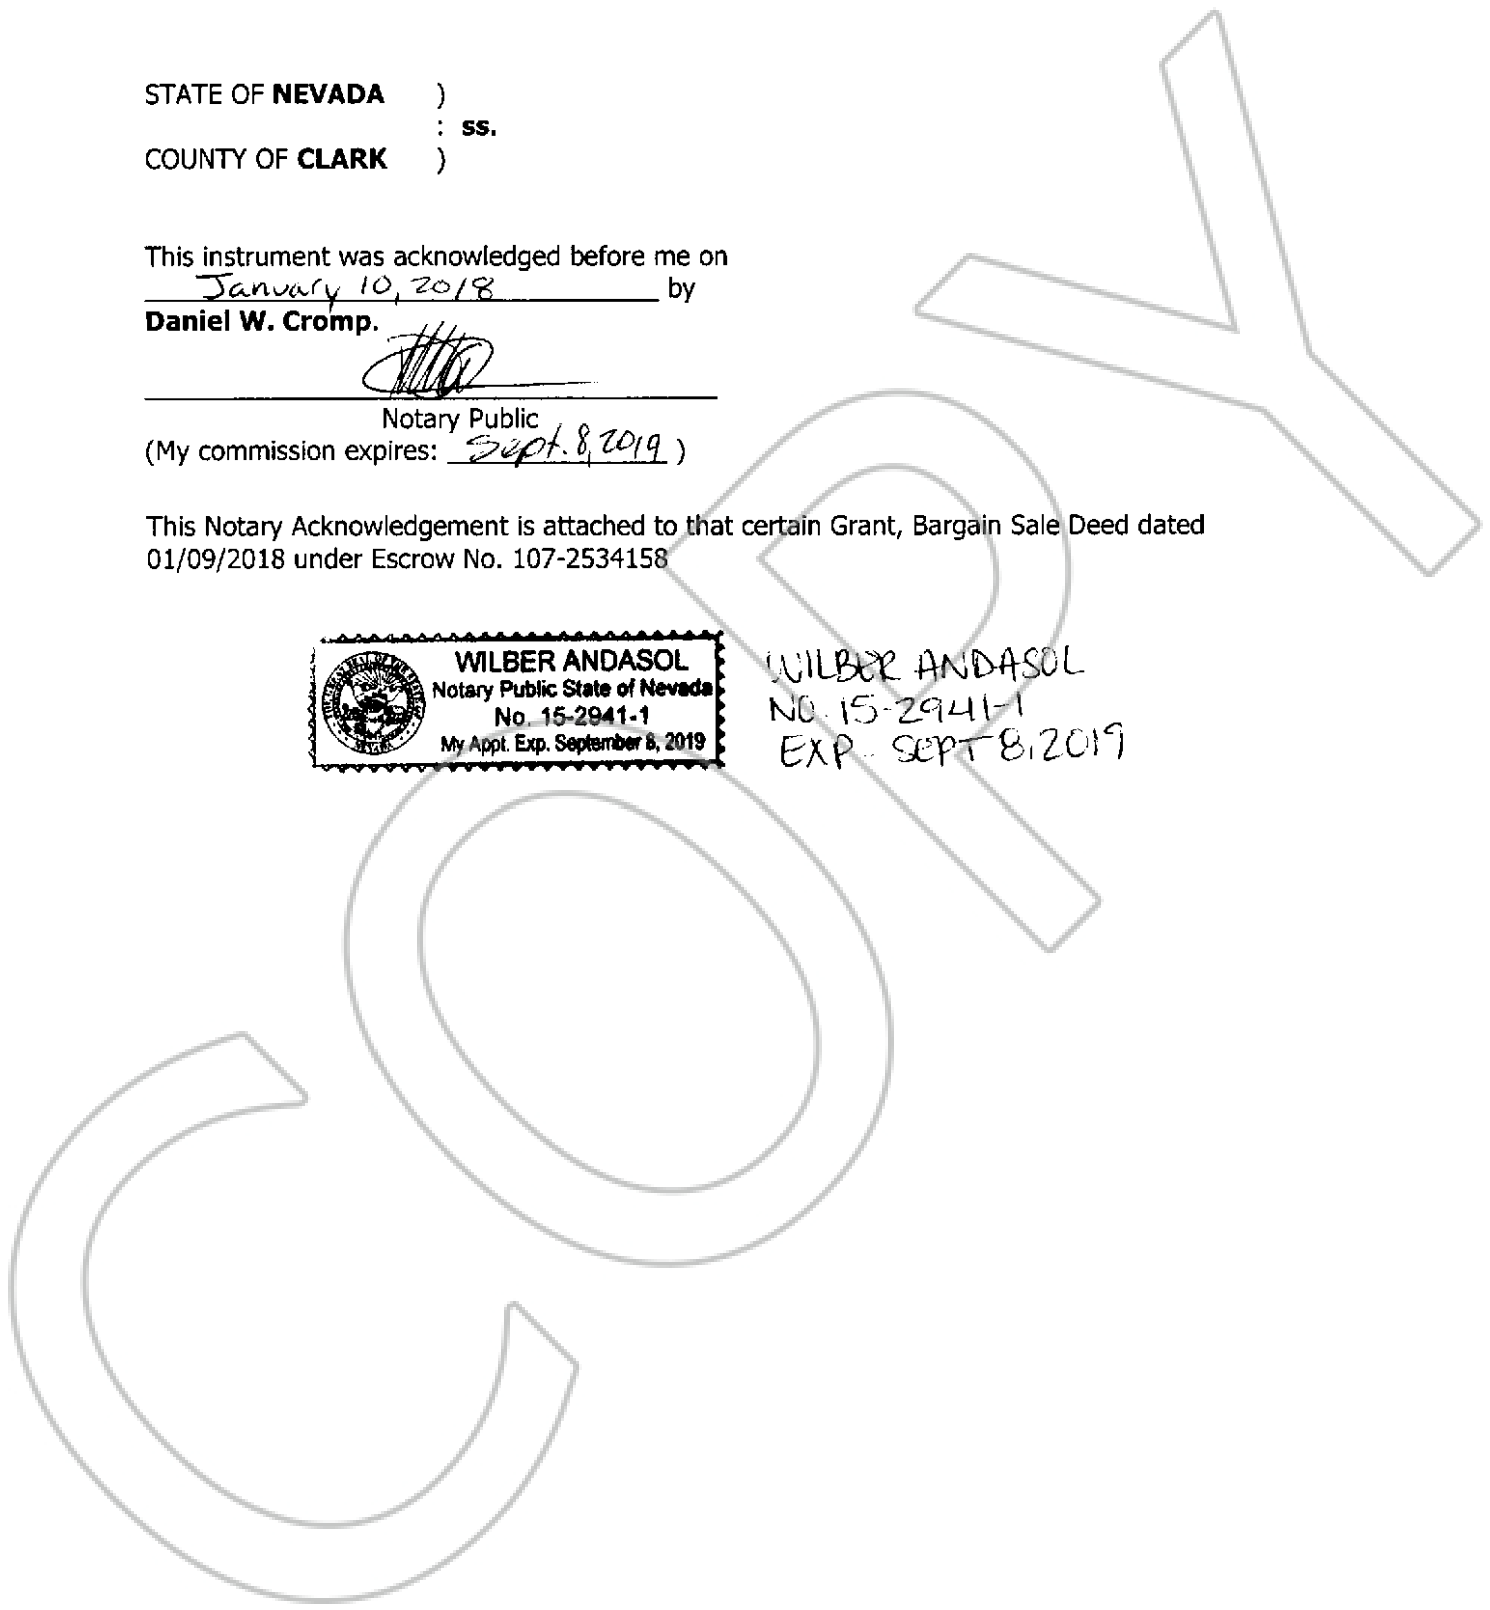 STATE OF NEVADA )
: ss.
COUNTY OF CLARK )
This instrument was acknowledged before me on
January 10, 2018 by
Daniel W. Cromp.
Notary Public
(My commission expires: Sept. 8, 2019 )
This Notary Acknowledgement is attached to that certain Grant, Bargain Sale Deed dated
01/09/2018 under Escrow No. 107-2534158
WILBER ANDASOL
Notary Public State of Nevada
No. 15-2941-1
My Appt. Exp. September 8, 2019
NEVADA
WILBER ANDASOL
NO. 15-2941-1
EXP. SEPT 8, 2019
COPY